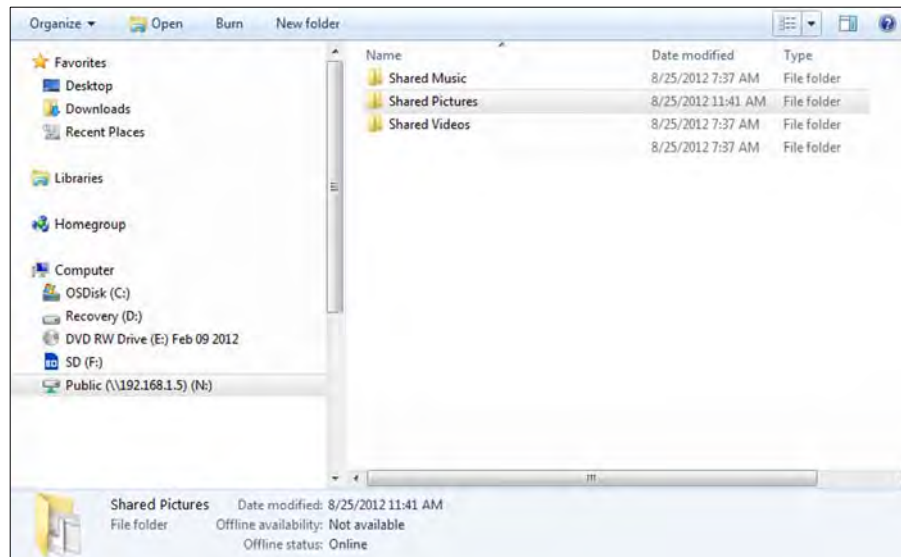 Organize Open Burn New folder
Favorites
Desktop
Downloads
Recent Places
Libraries
Homegroup
Computer
OSDisk (C:)
Recovery (D:)
DVD RW Drive (E:) Feb 09 2012
SD (F:)
Public (\\192.168.1.5) (N:)
Name Date modified Type
Shared Music 8/25/2012 7:37 AM File folder
Shared Pictures 8/25/2012 11:41 AM File folder
Shared Videos 8/25/2012 7:37 AM File folder
8/25/2012 7:37 AM File folder
Shared Pictures Date modified: 8/25/2012 11:41 AM
File folder Offline availability: Not available
Offline status: Online